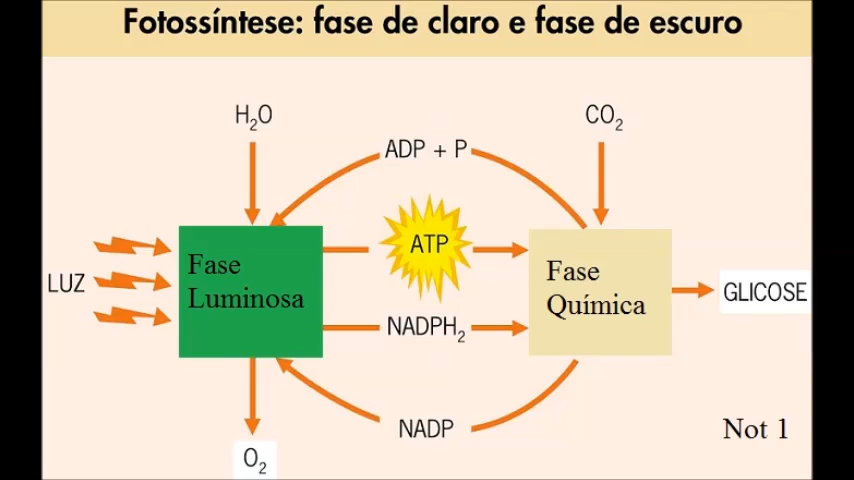 Fotossíntese: fase de claro e fase de escuro
H₂O
CO₂
ADP + P
ATP
Fase
Luminosa
Fase
Química
LUZ
GLICOSE
NADPH₂
NADP
Not 1
O₂